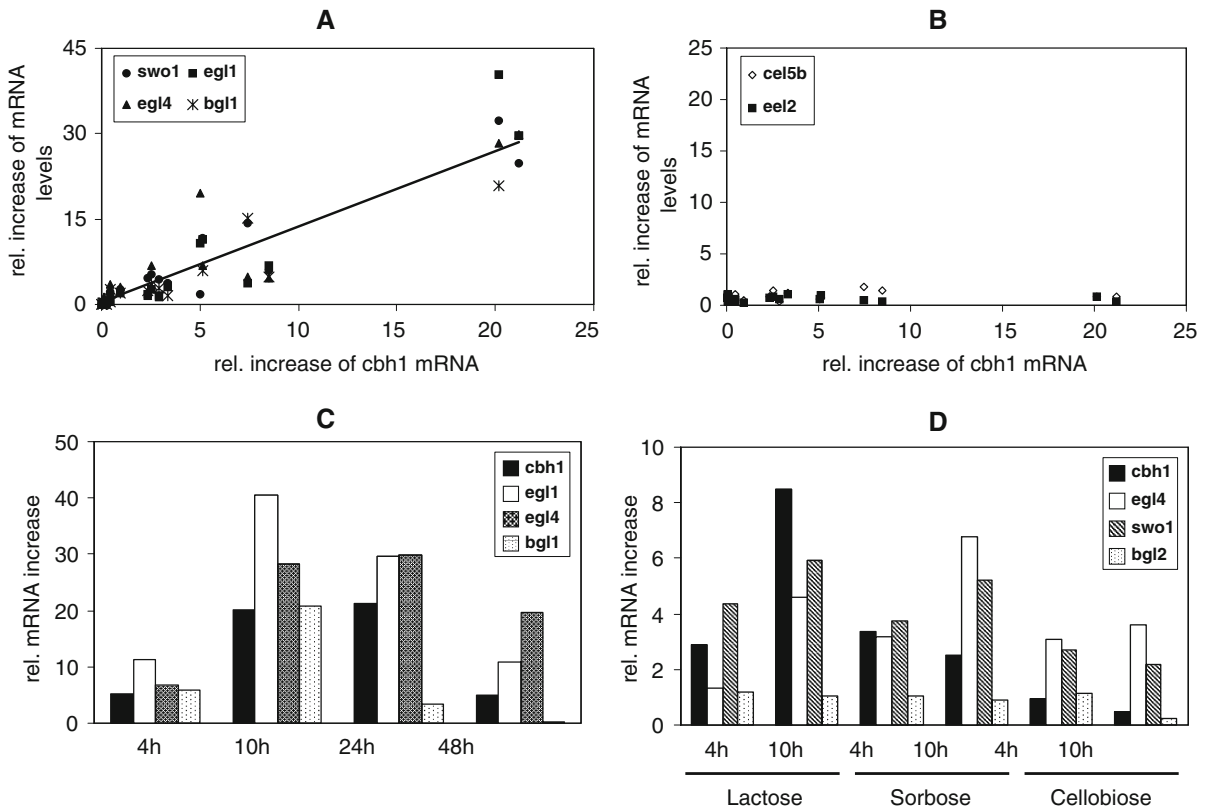 A
rel. increase of mRNA
levels
45
30
15
0
swo1 egl1
egl4 bgl1
0 5 10 15 20 25
rel. increase of cbh1 mRNA
B
rel. increase of mRNA
levels
25
20
15
10
5
0
cel5b
eel2
0 5 10 15 20 25
rel. increase of cbh1 mRNA
C
rel. mRNA increase
50
40
30
20
10
0
cbh1
egl1
egl4
bgl1
4h 10h 24h 48h
D
rel. mRNA increase
10
8
6
4
2
0
cbh1
egl4
swo1
bgl2
4h 10h 4h 10h 4h 10h
Lactose Sorbose Cellobiose